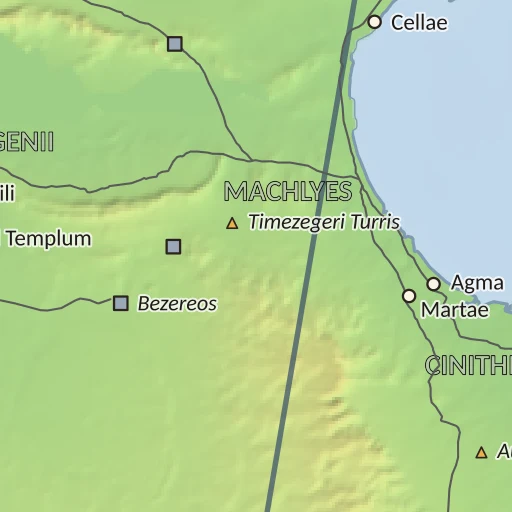 Cellae
GENII
ili
MACHLYES
Timezegeri Turris
Templum
Agma
Bezereos
Martae
CINITHI